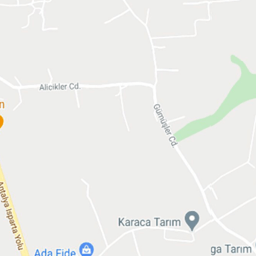 Alicikler Cd.
Gümüşler Cd.
Antalya Isparta Yolu
Karaca Tarım
ga Tarım
Ada Fide